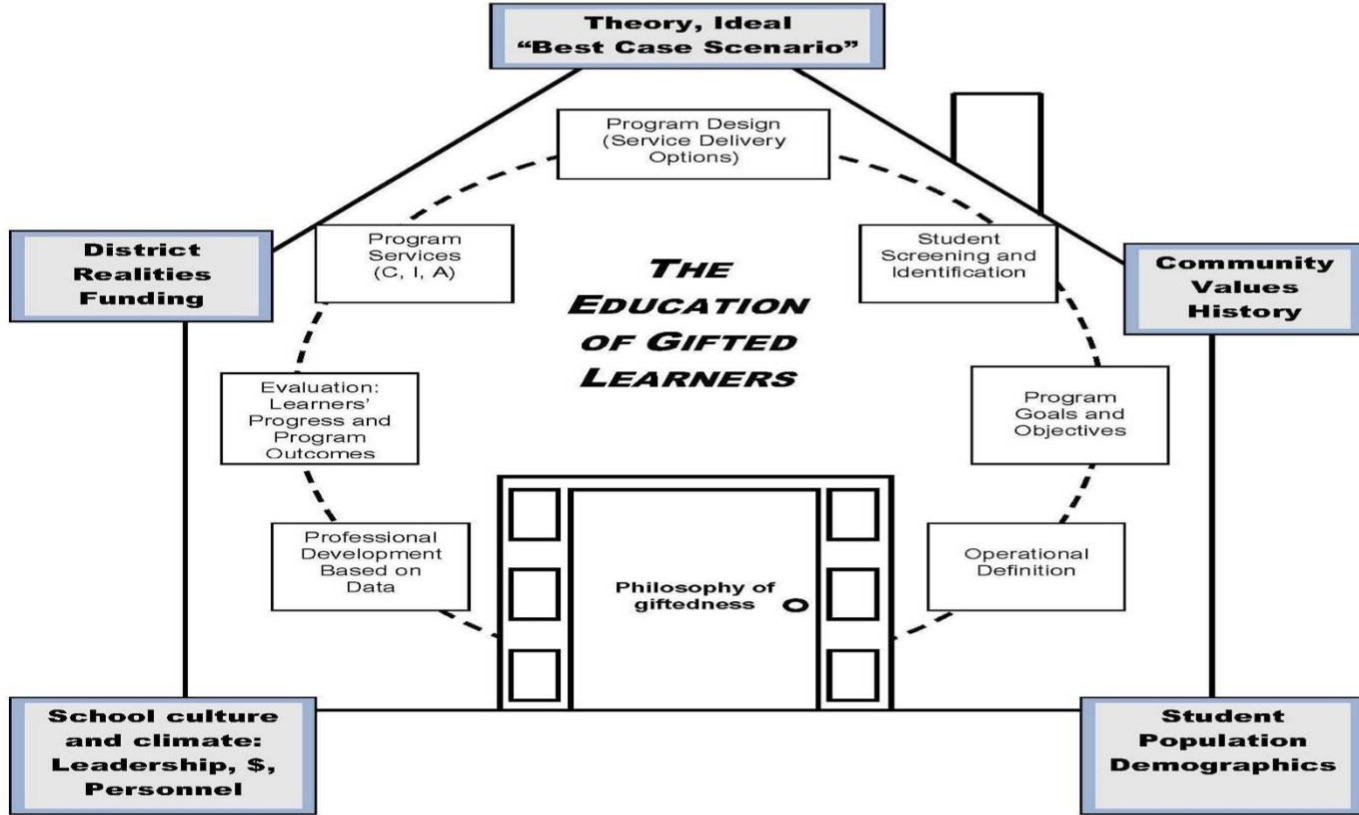 Theory, Ideal
“Best Case Scenario”
Program Design
(Service Delivery
Options)
District
Realities
Funding
Program
Services
(C, I, A)
THE
EDUCATION
OF GIFTED
LEARNERS
Student
Screening and
Identification
Community
Values
History
Evaluation:
Learners’
Progress and
Program
Outcomes
Program
Goals and
Objectives
Professional
Development
Based on
Data
Philosophy of
giftedness
Operational
Definition
School culture
and climate:
Leadership, $,
Personnel
Student
Population
Demographics